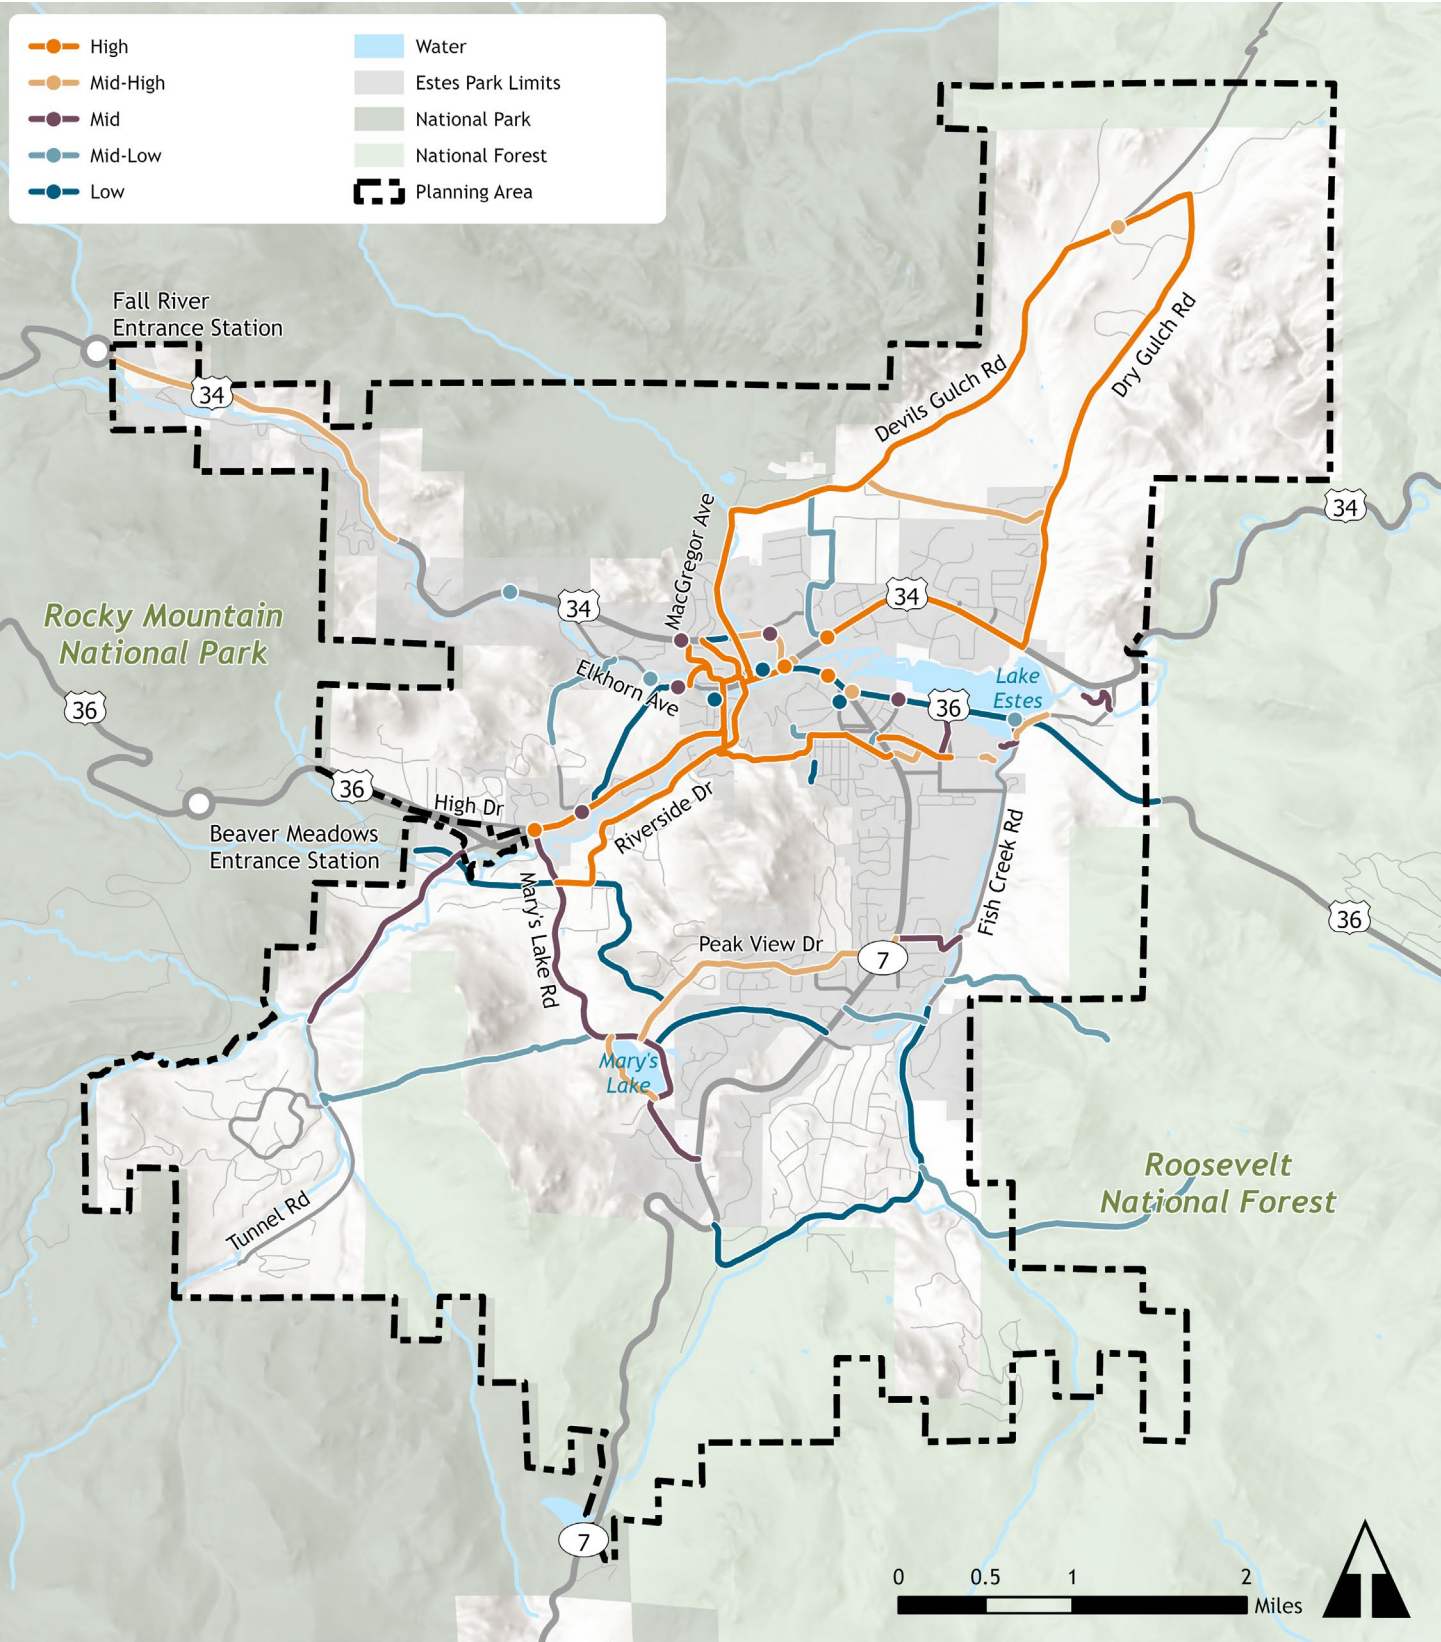 High
Mid-High
Mid
Mid-Low
Low
Water
Estes Park Limits
National Park
National Forest
Planning Area
Fall River
Entrance Station
34
Devils Gulch Rd
Dry Gulch Rd
34
MacGregor Ave
34
34
Rocky Mountain
National Park
36
Elkhorn Ave
Lake
Estes
36
36
High Dr
Riverside Dr
Beaver Meadows
Entrance Station
Mary's Lake Rd
Fish Creek Rd
36
Peak View Dr
7
Mary's
Lake
Roosevelt
National Forest
Tunnel Rd
7
0
0.5
1
2
Miles